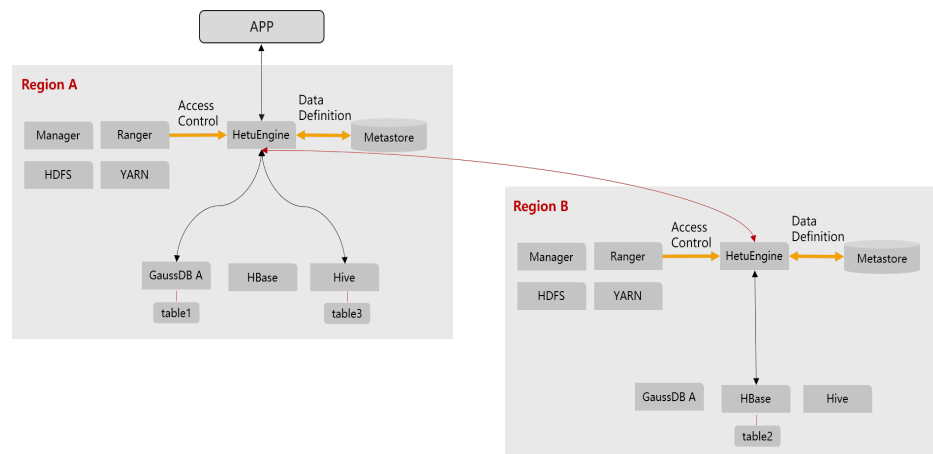 APP
Region A
Access
Control
Data
Definition
Manager
Ranger
HetuEngine
Metastore
HDFS
YARN
GaussDB A
HBase
Hive
table1
table3
Region B
Access
Control
Data
Definition
Manager
Ranger
HetuEngine
Metastore
HDFS
YARN
GaussDB A
HBase
Hive
table2